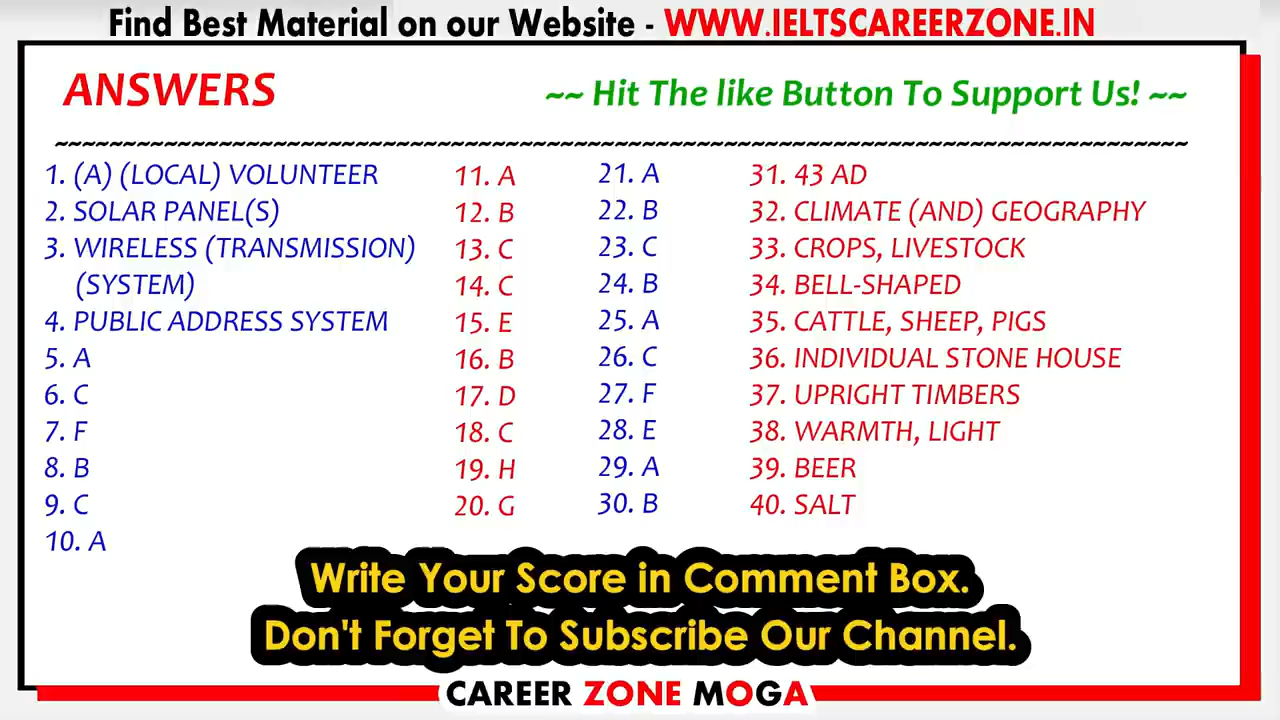 Find Best Material on our Website - WWW.IELTSCAREERZONE.IN
ANSWERS
~~ Hit The like Button To Support Us! ~~
1. (A) (LOCAL) VOLUNTEER
2. SOLAR PANEL(S)
3. WIRELESS (TRANSMISSION)
(SYSTEM)
4. PUBLIC ADDRESS SYSTEM
5. A
6. C
7. F
8. B
9. C
10. A
11. A
12. B
13. C
14. C
15. E
16. B
17. D
18. C
19. H
20. G
21. A
22. B
23. C
24. B
25. A
26. C
27. F
28. E
29. A
30. B
31. 43 AD
32. CLIMATE (AND) GEOGRAPHY
33. CROPS, LIVESTOCK
34. BELL-SHAPED
35. CATTLE, SHEEP, PIGS
36. INDIVIDUAL STONE HOUSE
37. UPRIGHT TIMBERS
38. WARMTH, LIGHT
39. BEER
40. SALT
Write Your Score in Comment Box.
Don't Forget To Subscribe Our Channel.
CAREER ZONE MOGA